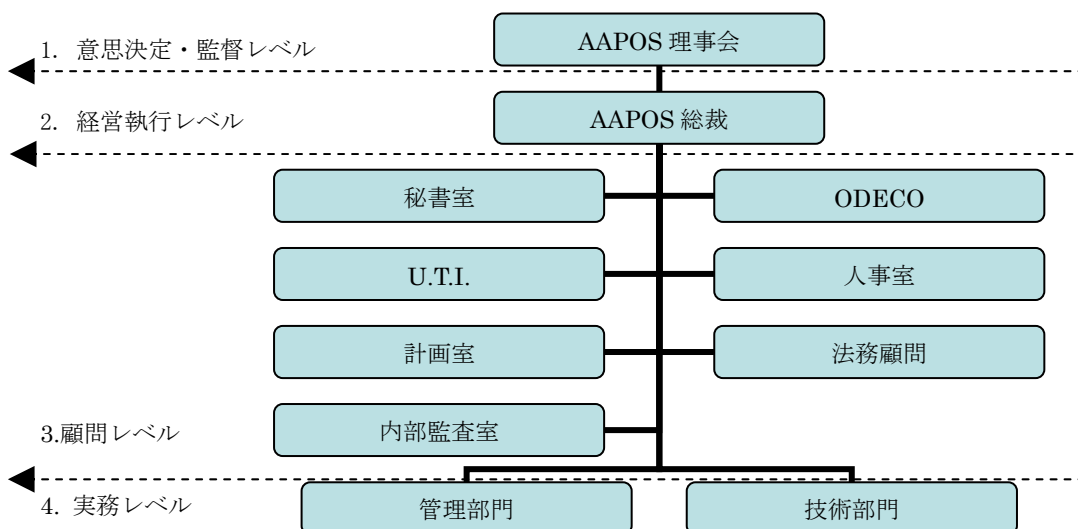 AAPOS 理事会
1. 意思決定・監督レベル
AAPOS 総裁
2. 経営執行レベル
秘書室
ODECO
U.T.I.
人事室
計画室
法務顧問
内部監査室
3.顧問レベル
4. 実務レベル
管理部門
技術部門